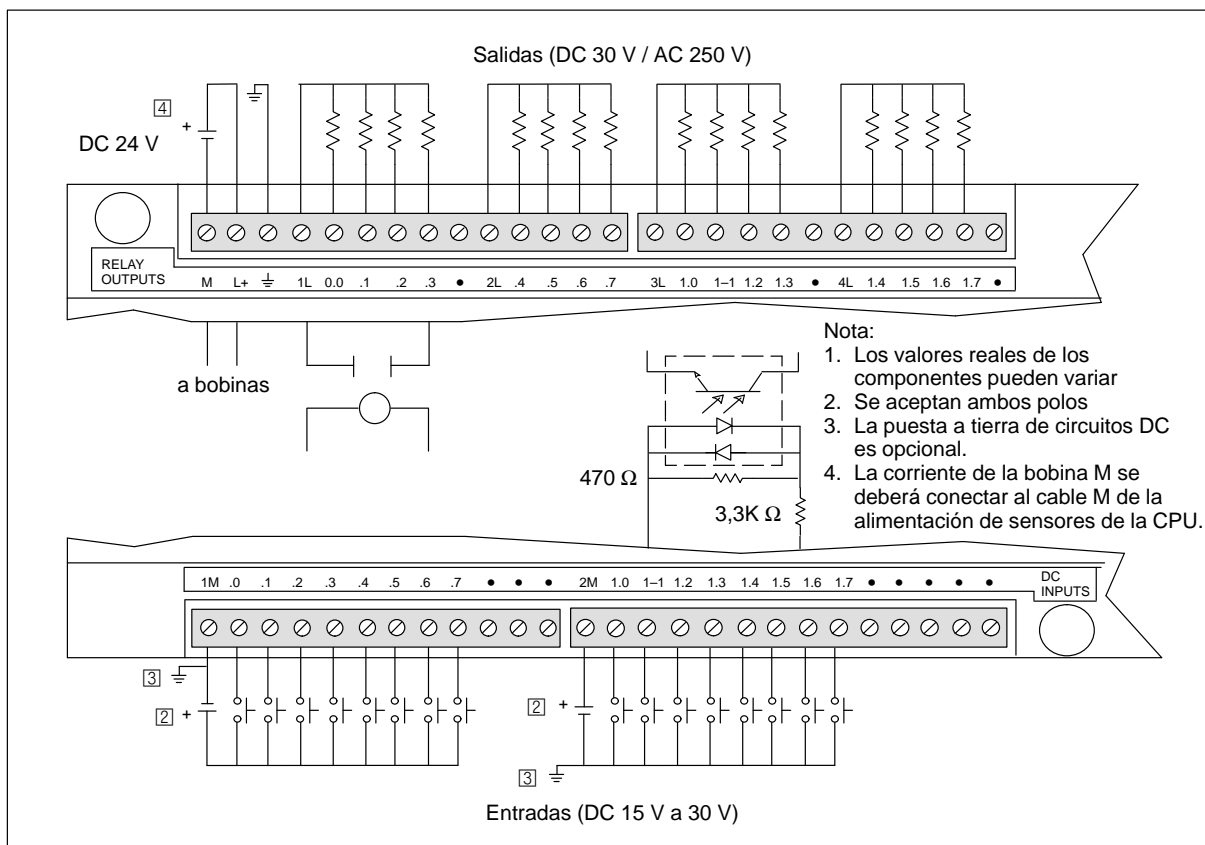 Salidas (DC 30 V / AC 250 V)
4
+
DC 24 V
RELAY
OUTPUTS
M L+ 1L 0.0 .1 .2 .3 • 2L .4 .5 .6 .7 3L 1.0 1–1 1.2 1.3 • 4L 1.4 1.5 1.6 1.7 •
a bobinas
Nota:
1. Los valores reales de los
componentes pueden variar
2. Se aceptan ambos polos
3. La puesta a tierra de circuitos DC
es opcional.
4. La corriente de la bobina M se
deberá conectar al cable M de la
alimentación de sensores de la CPU.
470 Ω
3,3K Ω
1M .0 .1 .2 .3 .4 .5 .6 .7 • • • 2M 1.0 1–1 1.2 1.3 1.4 1.5 1.6 1.7 • • • • •
DC
INPUTS
3
2 +
2 +
3
Entradas (DC 15 V a 30 V)